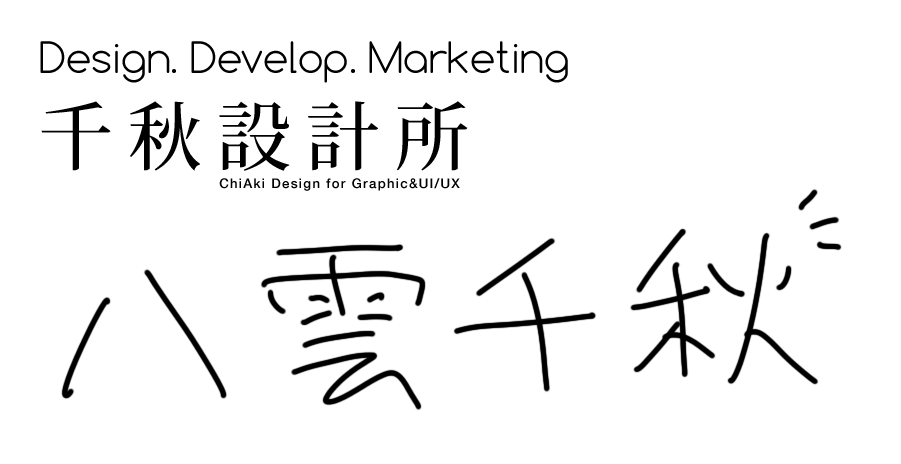 Design. Develop. Marketing
千秋設計所
ChiAki Design for Graphic&UI/UX
八雲千秋